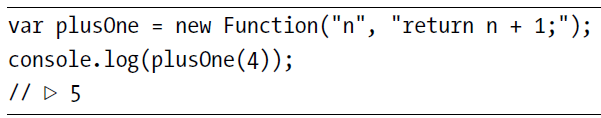 var plusOne = new Function("n", "return n + 1;");
console.log(plusOne(4));
// ▷ 5